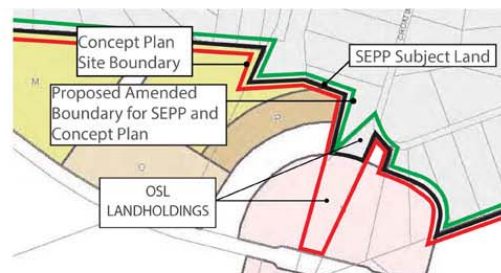 Concept Plan
Site Boundary
SEPP Subject Land
Proposed Amended
Boundary for SEPP and
Concept Plan
M
P
O
OSL
LANDHOLDINGS